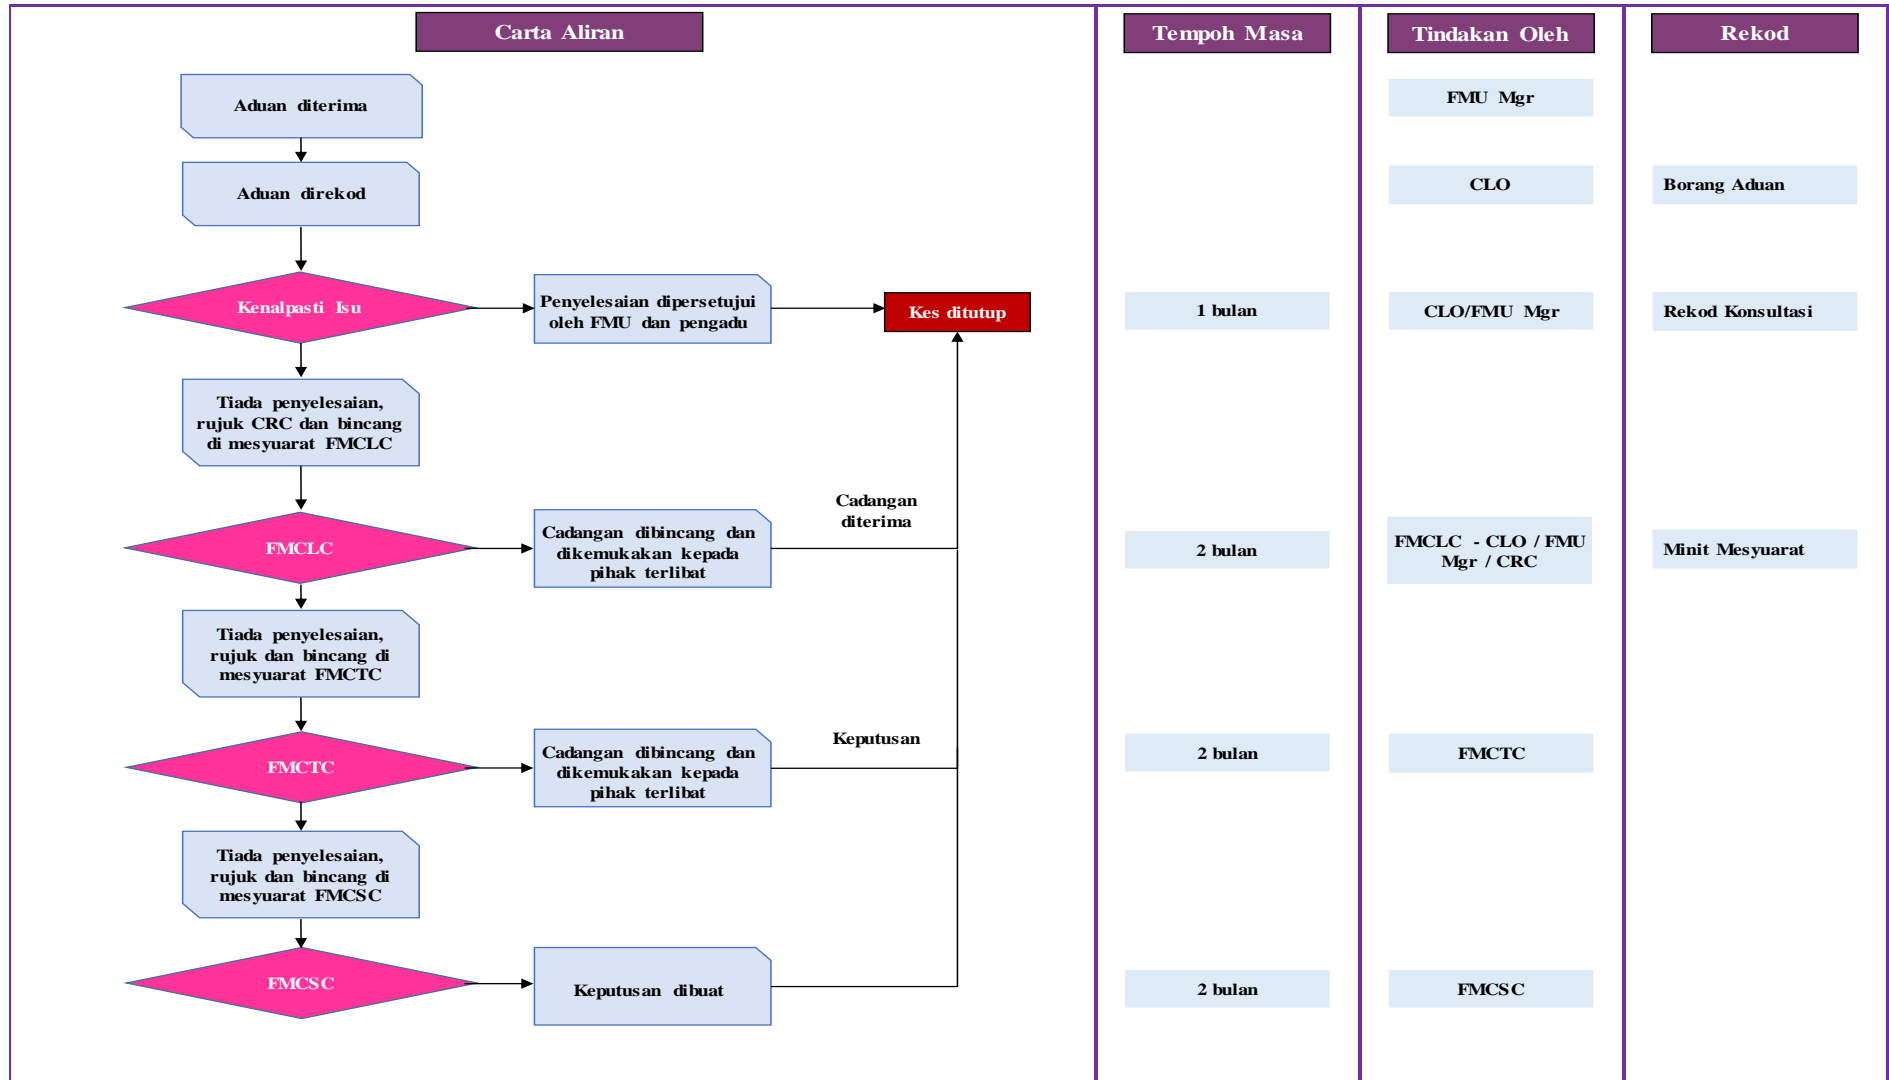 Carta Aliran
Tempoh Masa
Tindakan Oleh
Rekod
Aduan diterima
FMU Mgr
Aduan direkod
CLO
Borang Aduan
Kenalpasti Isu
Penyelesaian dipersetujui
oleh FMU dan pengadu
Kes ditutup
1 bulan
CLO/FMU Mgr
Rekod Konsultasi
Tiada penyelesaian,
rujuk CRC dan bincang
di mesyuarat FMCLC
FMCLC
Cadangan dibincang dan
dikemukakan kepada
pihak terlibat
Cadangan
diterima
2 bulan
FMCLC - CLO / FMU
Mgr / CRC
Minit Mesyuarat
Tiada penyelesaian,
rujuk dan bincang di
mesyuarat FMCTC
FMCTC
Cadangan dibincang dan
dikemukakan kepada
pihak terlibat
Keputusan
2 bulan
FMCTC
Tiada penyelesaian,
rujuk dan bincang di
mesyuarat FMCSC
FMCSC
Keputusan dibuat
2 bulan
FMCSC